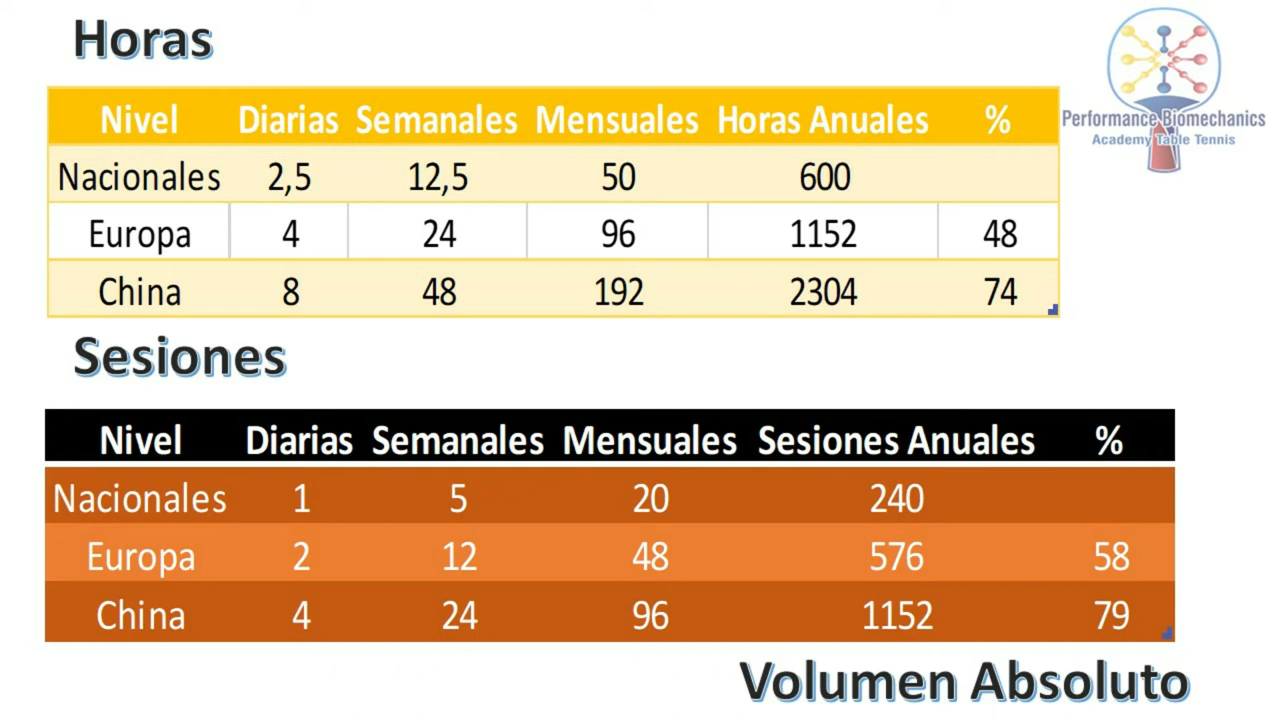 Horas
Performance Biomechanics
Academy Table Tennis
Nivel Diarias Semanales Mensuales Horas Anuales %
Nacionales 2,5 12,5 50 600
Europa 4 24 96 1152 48
China 8 48 192 2304 74
Sesiones
Nivel Diarias Semanales Mensuales Sesiones Anuales %
Nacionales 1 5 20 240
Europa 2 12 48 576 58
China 4 24 96 1152 79
Volumen Absoluto